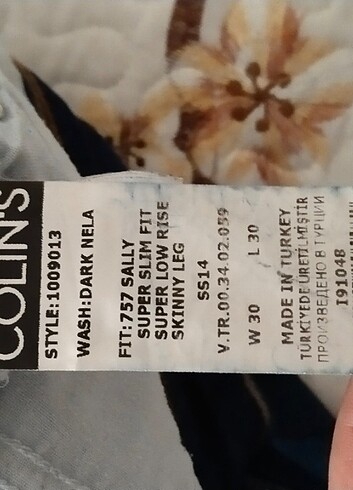 COLIN'S
STYLE:1009013
WASH:DARK NELA
FIT:757 SALLY
SUPER SLIM FIT
SUPER LOW RISE
SKINNY LEG
SS14
V.TR.00.34.02.059
W 30 L 30
MADE IN TURKEY
TÜRKİYEDE ÜRETİLMİŞTİR
ПРОИЗВЕДЕНО В ТУРЦИИ
191048